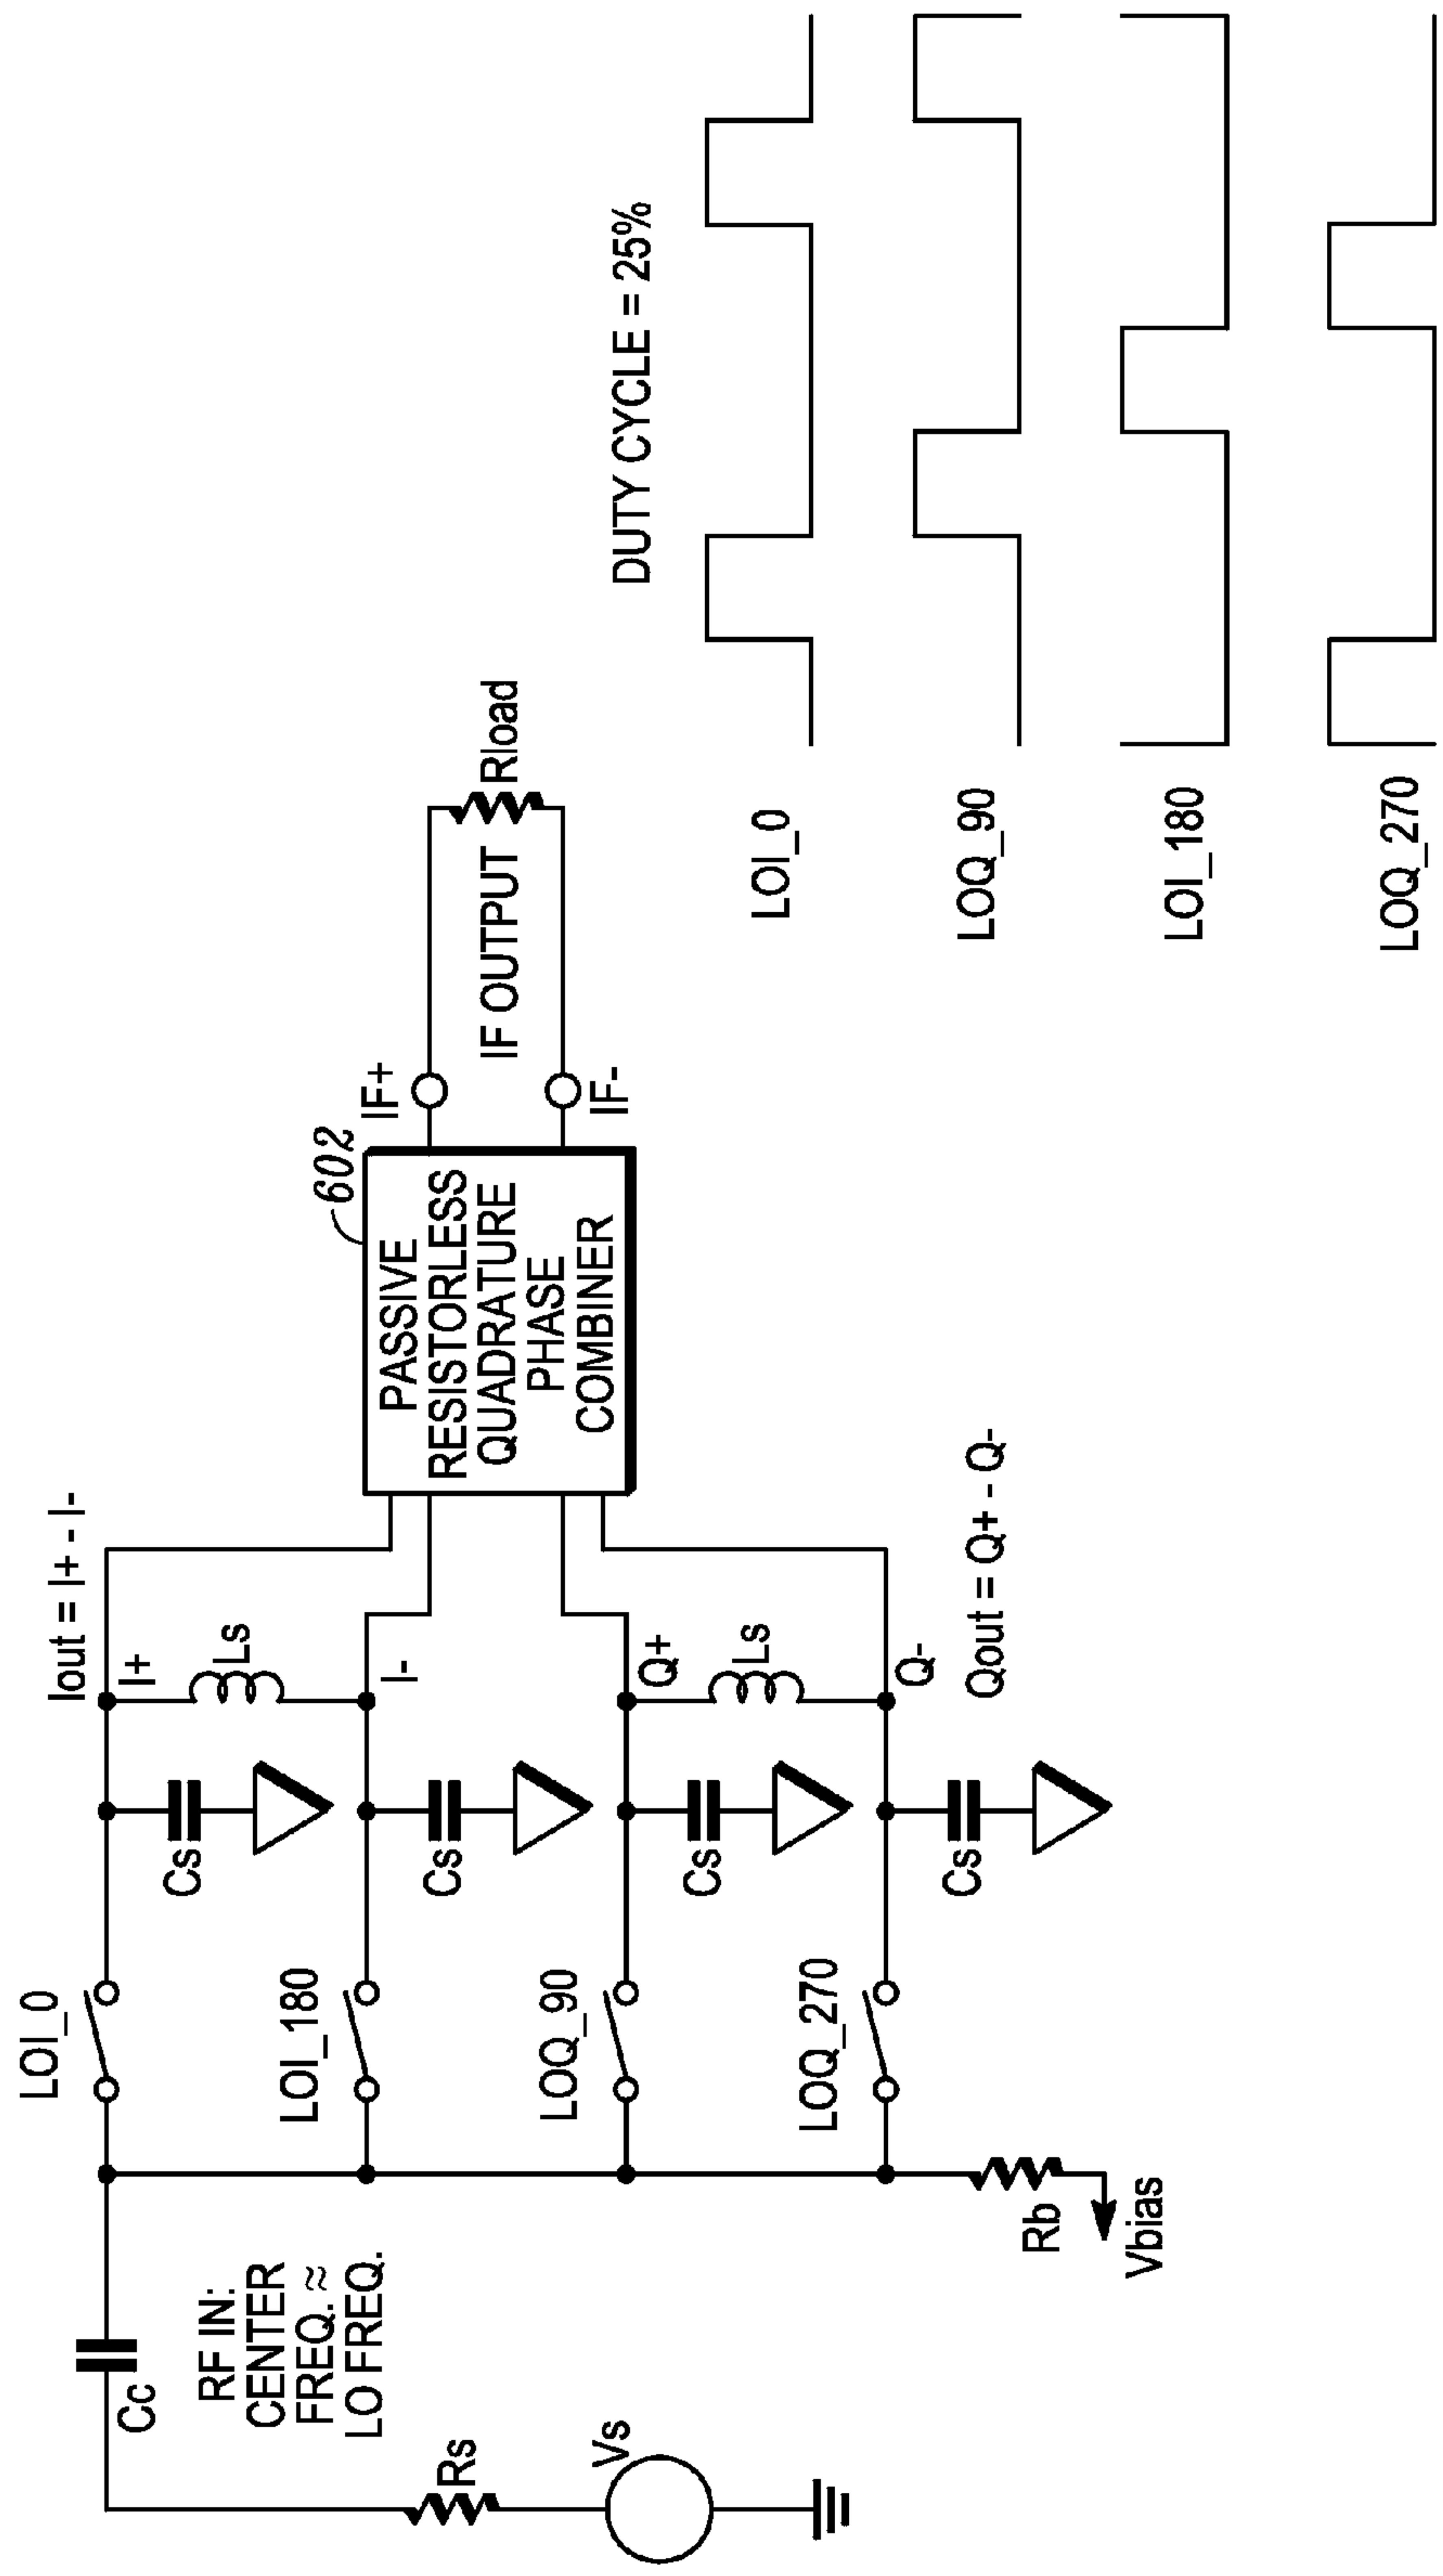 Iout = I+ - I-
LOI_0
I+
Ls
Cs
Cc
RF IN:
CENTER
FREQ. ≈
LO FREQ.
LOI_180
I-
Cs
602
IF+
PASSIVE
RESISTORLESS
QUADRATURE
PHASE
COMBINER
IF OUTPUT
Rload
IF-
Rs
Vs
LOQ_90
Q+
Ls
Cs
LOQ_270
Q-
Cs
Qout = Q+ - Q-
Rb
Vbias
DUTY CYCLE = 25%
LOI_0
LOQ_90
LOI_180
LOQ_270